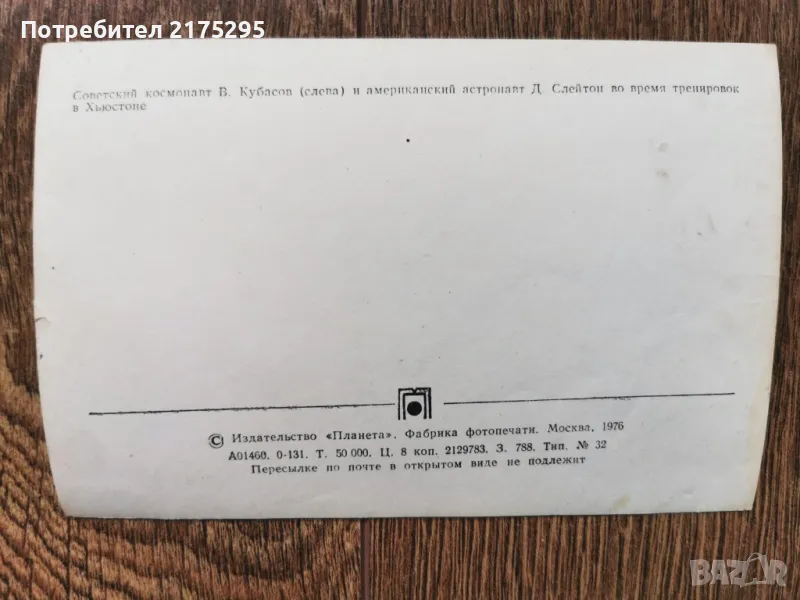 Потребител 2175295
Советский космонавт В. Кубасов (слева) и американский астронавт Д. Слейтон во время тренировок
в Хьюстоне
© Издательство «Планета». Фабрика фотопечати. Москва, 1976
А01460. 0-131. Т. 50 000. Ц. 8 коп. 2129783. З. 788. Тип. № 32
Пересылке по почте в открытом виде не подлежит
BAZAR